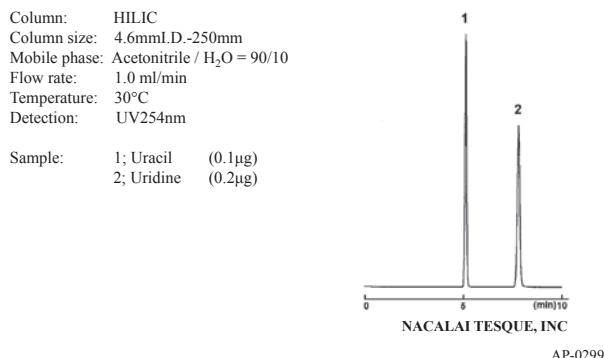 Column: HILIC
Column size: 4.6mmI.D.-250mm
Mobile phase: Acetonitrile / H₂O = 90/10
Flow rate: 1.0 ml/min
Temperature: 30°C
Detection: UV254nm
Sample: 1; Uracil (0.1μg)
2; Uridine (0.2μg)
1
2
0 5 (min)10
NACALAI TESQUE, INC
AP-0299